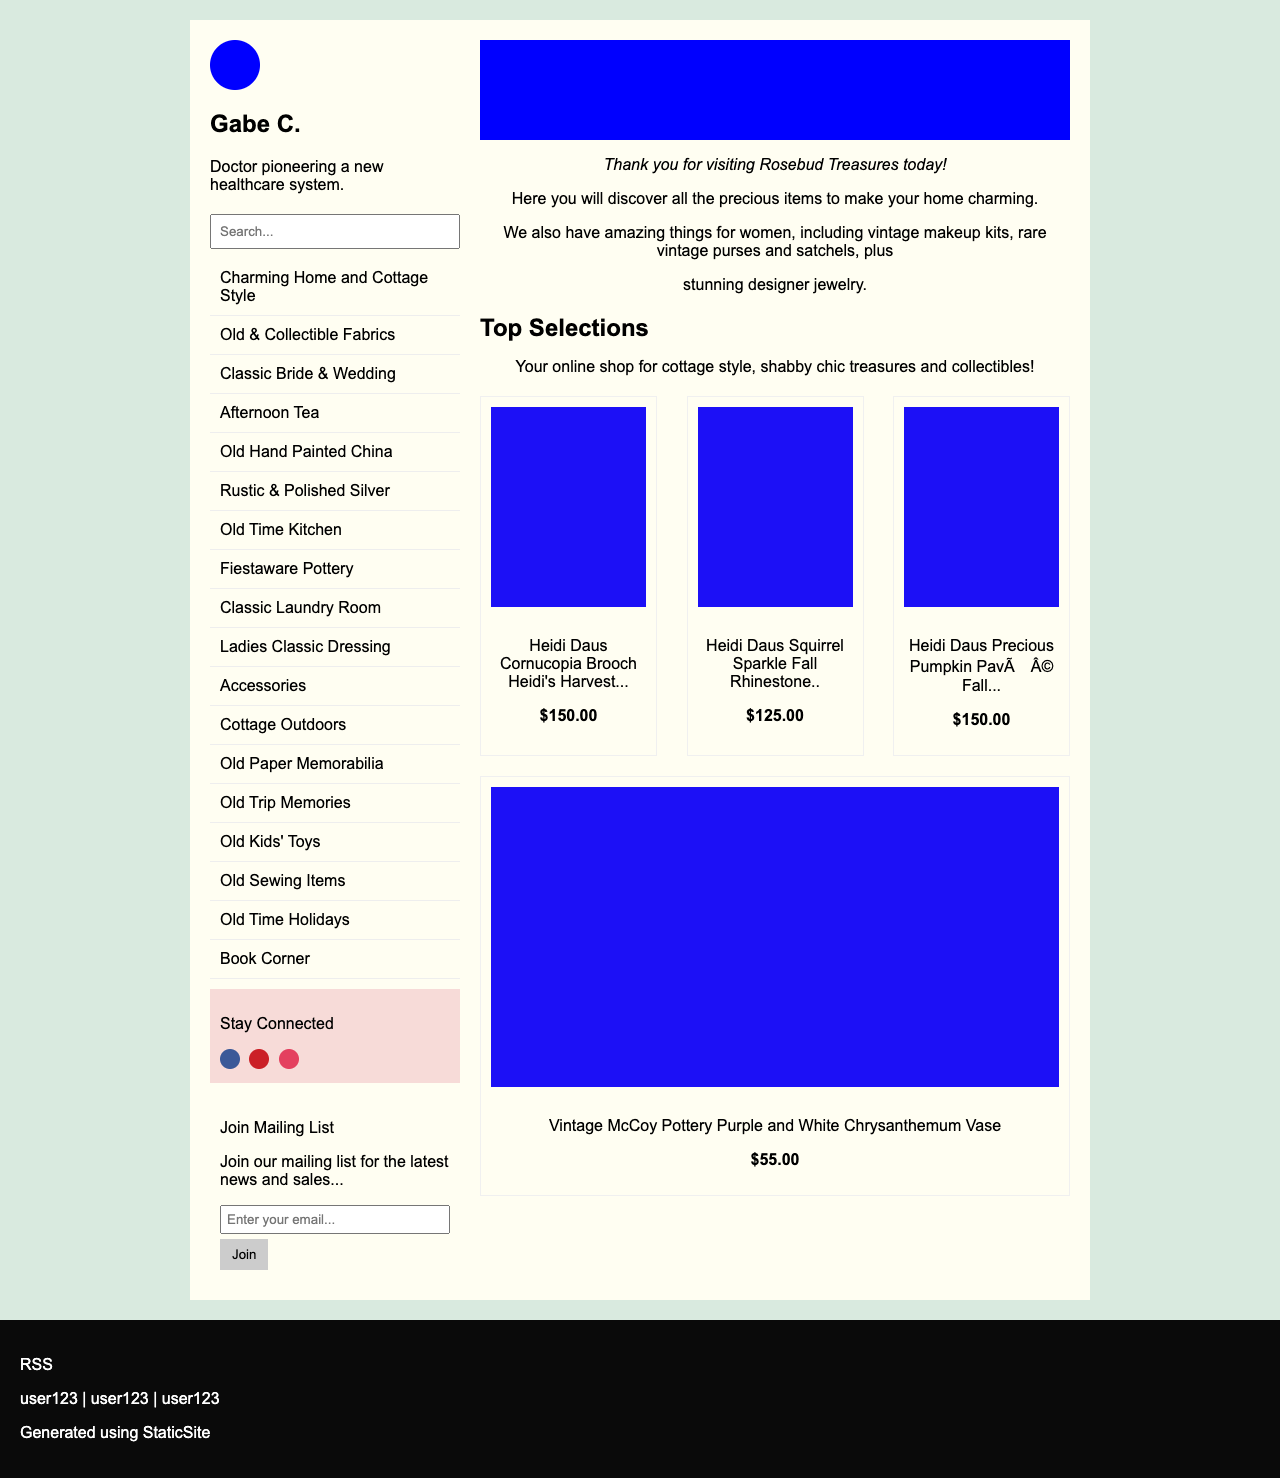 Gabe C.
Doctor pioneering a new
healthcare system.
Search...
Charming Home and Cottage
Style
Old & Collectible Fabrics
Classic Bride & Wedding
Afternoon Tea
Old Hand Painted China
Rustic & Polished Silver
Old Time Kitchen
Fiestaware Pottery
Classic Laundry Room
Ladies Classic Dressing
Accessories
Cottage Outdoors
Old Paper Memorabilia
Old Trip Memories
Old Kids' Toys
Old Sewing Items
Old Time Holidays
Book Corner
Stay Connected
Join Mailing List
Join our mailing list for the latest
news and sales...
Enter your email...
Join
Thank you for visiting Rosebud Treasures today!
Here you will discover all the precious items to make your home charming.
We also have amazing things for women, including vintage makeup kits, rare
vintage purses and satchels, plus
stunning designer jewelry.
Top Selections
Your online shop for cottage style, shabby chic treasures and collectibles!
Heidi Daus
Cornucopia Brooch
Heidi's Harvest...
$150.00
Heidi Daus Squirrel
Sparkle Fall
Rhinestone..
$125.00
Heidi Daus Precious
Pumpkin PavÃ Â©
Fall...
$150.00
Vintage McCoy Pottery Purple and White Chrysanthemum Vase
$55.00
RSS
user123 | user123 | user123
Generated using StaticSite